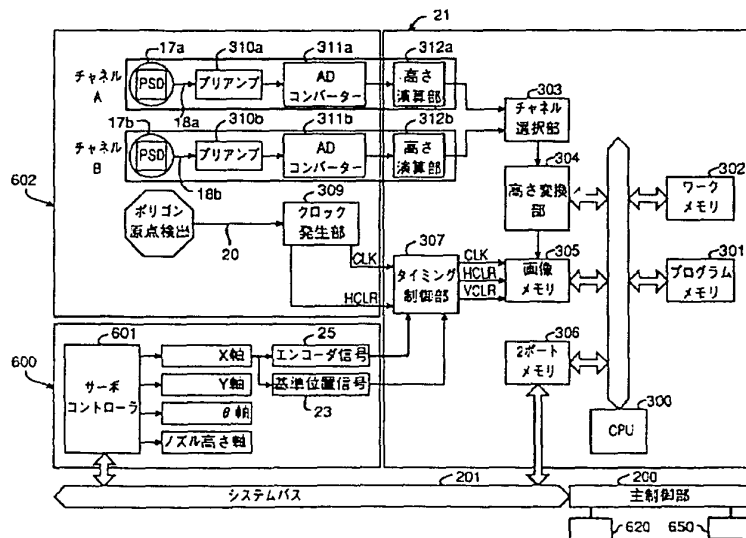 21
17a
310a
311a
312a
チャネル
A
PSD
プリアンプ
AD
コンバーター
高さ
演算部
18a
303
チャネル
選択部
17b
310b
311b
312b
チャネル
B
PSD
プリアンプ
AD
コンバーター
高さ
演算部
18b
304
高さ変換
部
302
ワーク
メモリ
602
309
ポリゴン
原点検出
20
クロック
発生部
CLK
HCLR
307
タイミング
制御部
CLK
HCLR
VCLR
305
画像
メモリ
301
プログラム
メモリ
600
601
サーボ
コントローラ
X軸
Y軸
θ軸
ノズル高さ軸
25
エンコーダ信号
基準位置信号
23
306
2ポート
メモリ
300
CPU
201
システムバス
200
主制御部
620
650